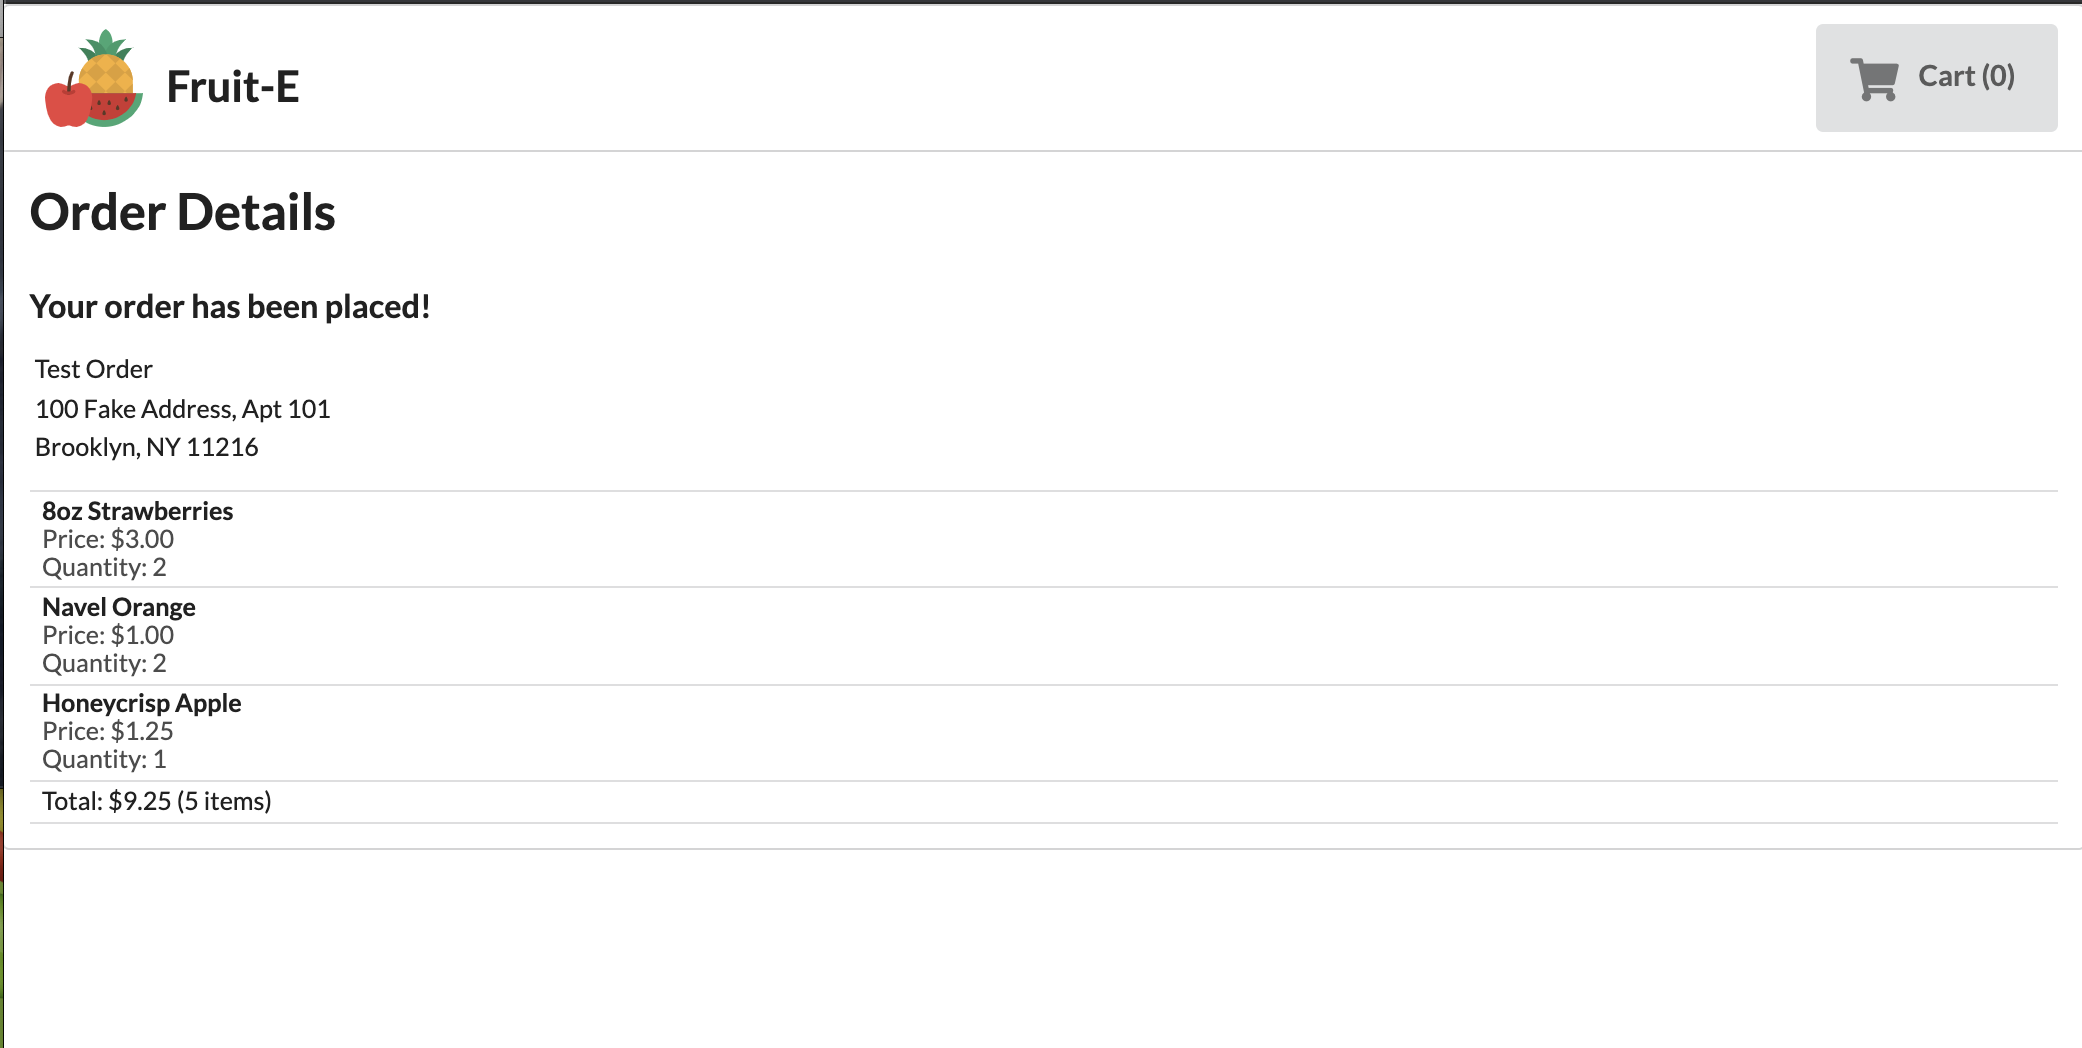 Fruit-E
Cart (0)
Order Details
Your order has been placed!
Test Order
100 Fake Address, Apt 101
Brooklyn, NY 11216
8oz Strawberries
Price: $3.00
Quantity: 2
Navel Orange
Price: $1.00
Quantity: 2
Honeycrisp Apple
Price: $1.25
Quantity: 1
Total: $9.25 (5 items)